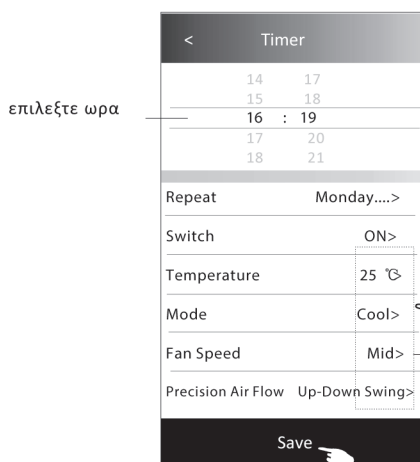 < Timer
14 17
15 18
επιλεξτε ωρα
16 : 19
17 20
18 21
Repeat Monday....>
Switch ON>
Temperature 25 ℃>
Mode Cool>
Fan Speed Mid>
Precision Air Flow Up-Down Swing>
Save